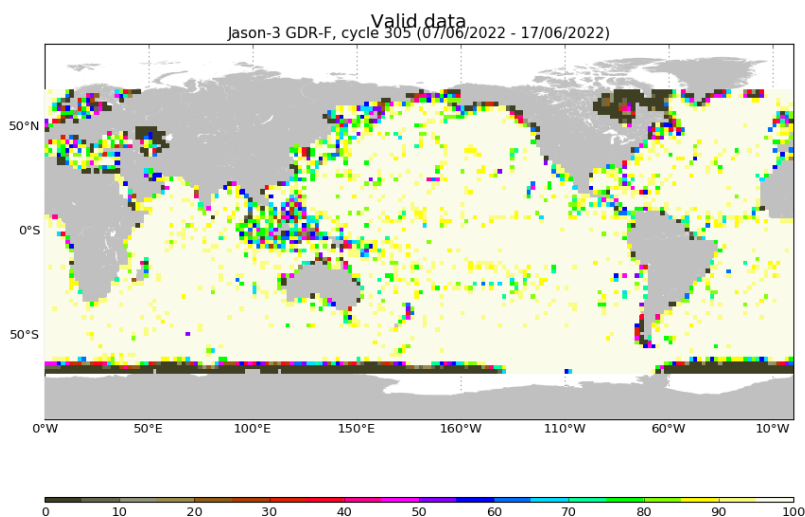 Valid data
Jason-3 GDR-F, cycle 305 (07/06/2022 - 17/06/2022)
50°N
0°S
50°S
0°W 50°E 100°E 150°E 160°W 110°W 60°W 10°W
0 10 20 30 40 50 60 70 80 90 100